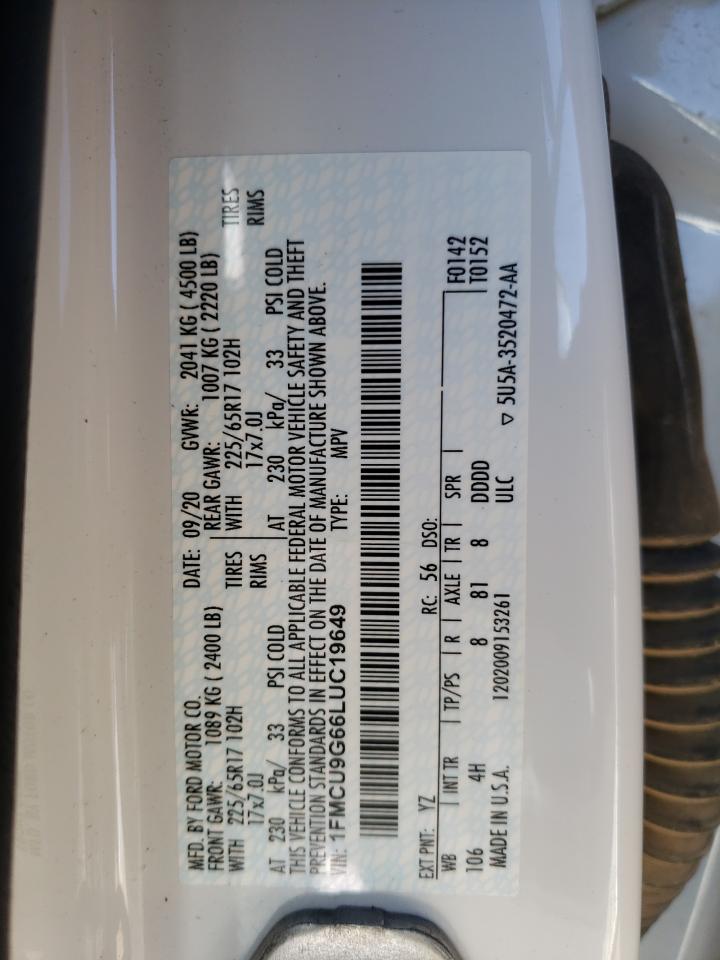 MFD. BY FORD MOTOR CO.
DATE: 09/20 GVWR: 2041 KG ( 4500 LB)
FRONT GAWR: 1089 KG ( 2400 LB) REAR GAWR: 1007 KG ( 2220 LB)
WITH 225/65R17 102H TIRES WITH 225/65R17 102H TIRES
17x7.0J RIMS 17x7.0J RIMS
AT 230 kPa/ 33 PSI COLD AT 230 kPa/ 33 PSI COLD
THIS VEHICLE CONFORMS TO ALL APPLICABLE FEDERAL MOTOR VEHICLE SAFETY AND THEFT
PREVENTION STANDARDS IN EFFECT ON THE DATE OF MANUFACTURE SHOWN ABOVE.
VIN: 1FMCU9G66LUC19649 TYPE: MPV
EXT PNT: YZ RC: 56 DSO: F0142
WB INT TR TP/PS R AXLE TR SPR T0152
106 4H 8 81 8 DDDD
MADE IN U.S.A. 1202009153261 ULC ▽ 5U5A-3520472-AA